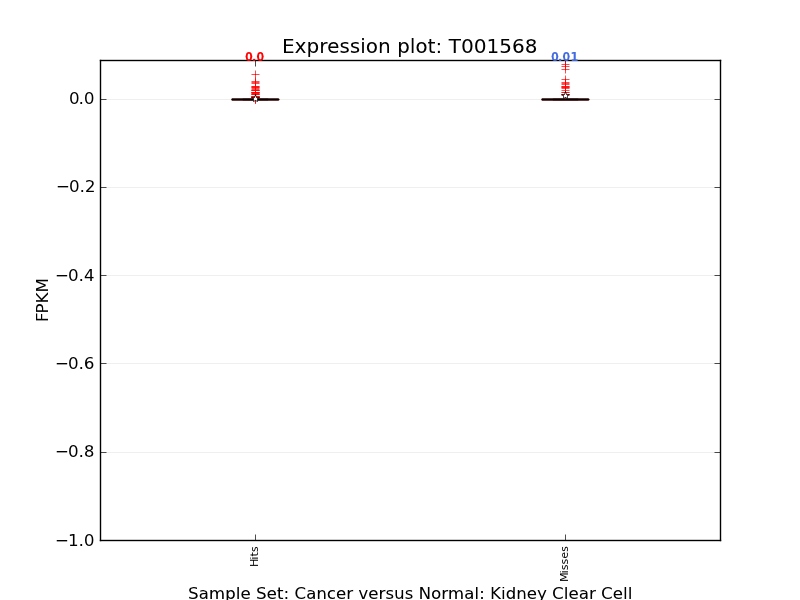 Expression plot: T001568
0.0
0.01
0.0
−0.2
−0.4
−0.6
−0.8
−1.0
FPKM
Hits
Misses
Sample Set: Cancer versus Normal: Kidney Clear Cell